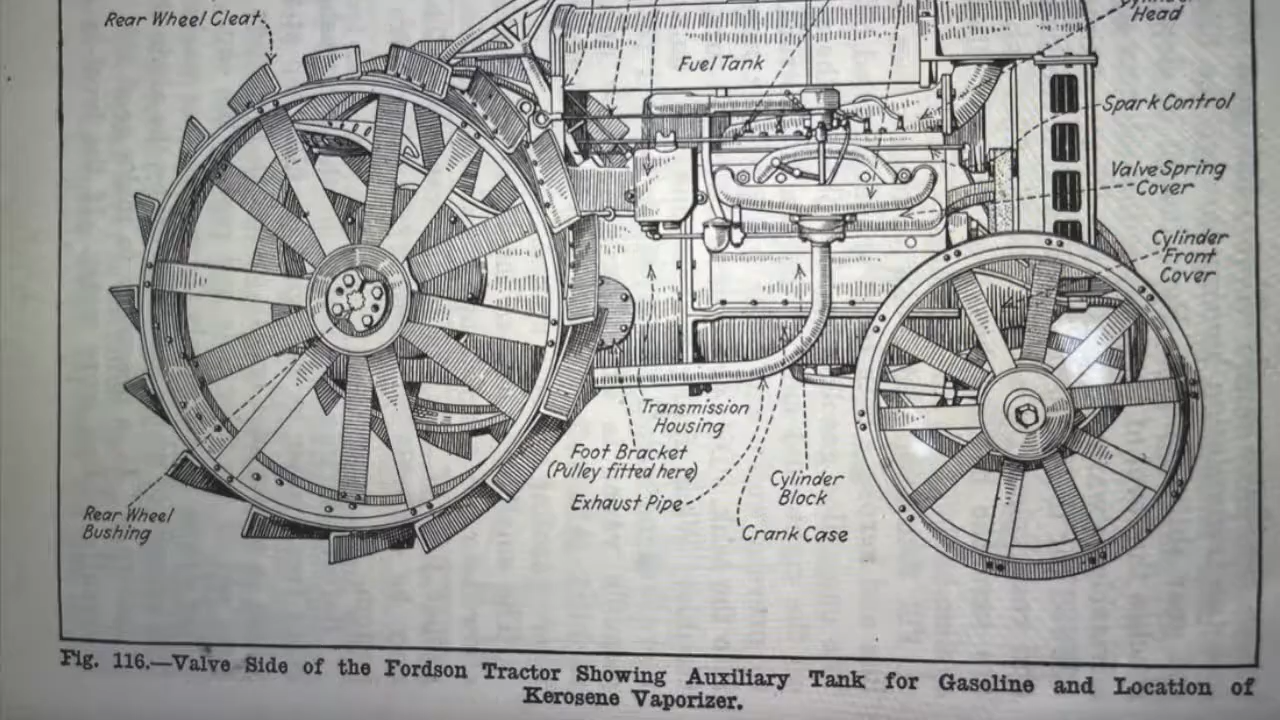 Rear Wheel Cleat
Head
Fuel Tank
Spark Control
Valve Spring
Cover
Cylinder
Front
Cover
Transmission
Housing
Foot Bracket
(Pulley fitted here)
Exhaust Pipe
Cylinder
Block
Crank Case
Rear Wheel
Bushing
Fig. 116.—Valve Side of the Fordson Tractor Showing Auxiliary Tank for Gasoline and Location of
Kerosene Vaporizer.